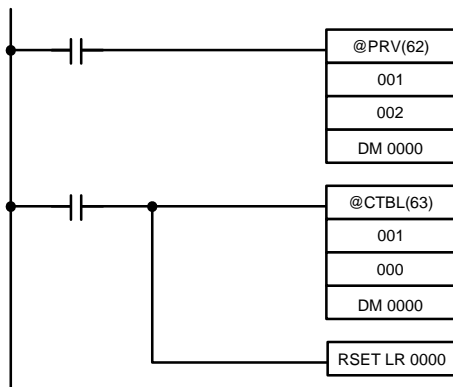 @PRV(62)
001
002
DM 0000
@CTBL(63)
001
000
DM 0000
RSET LR 0000